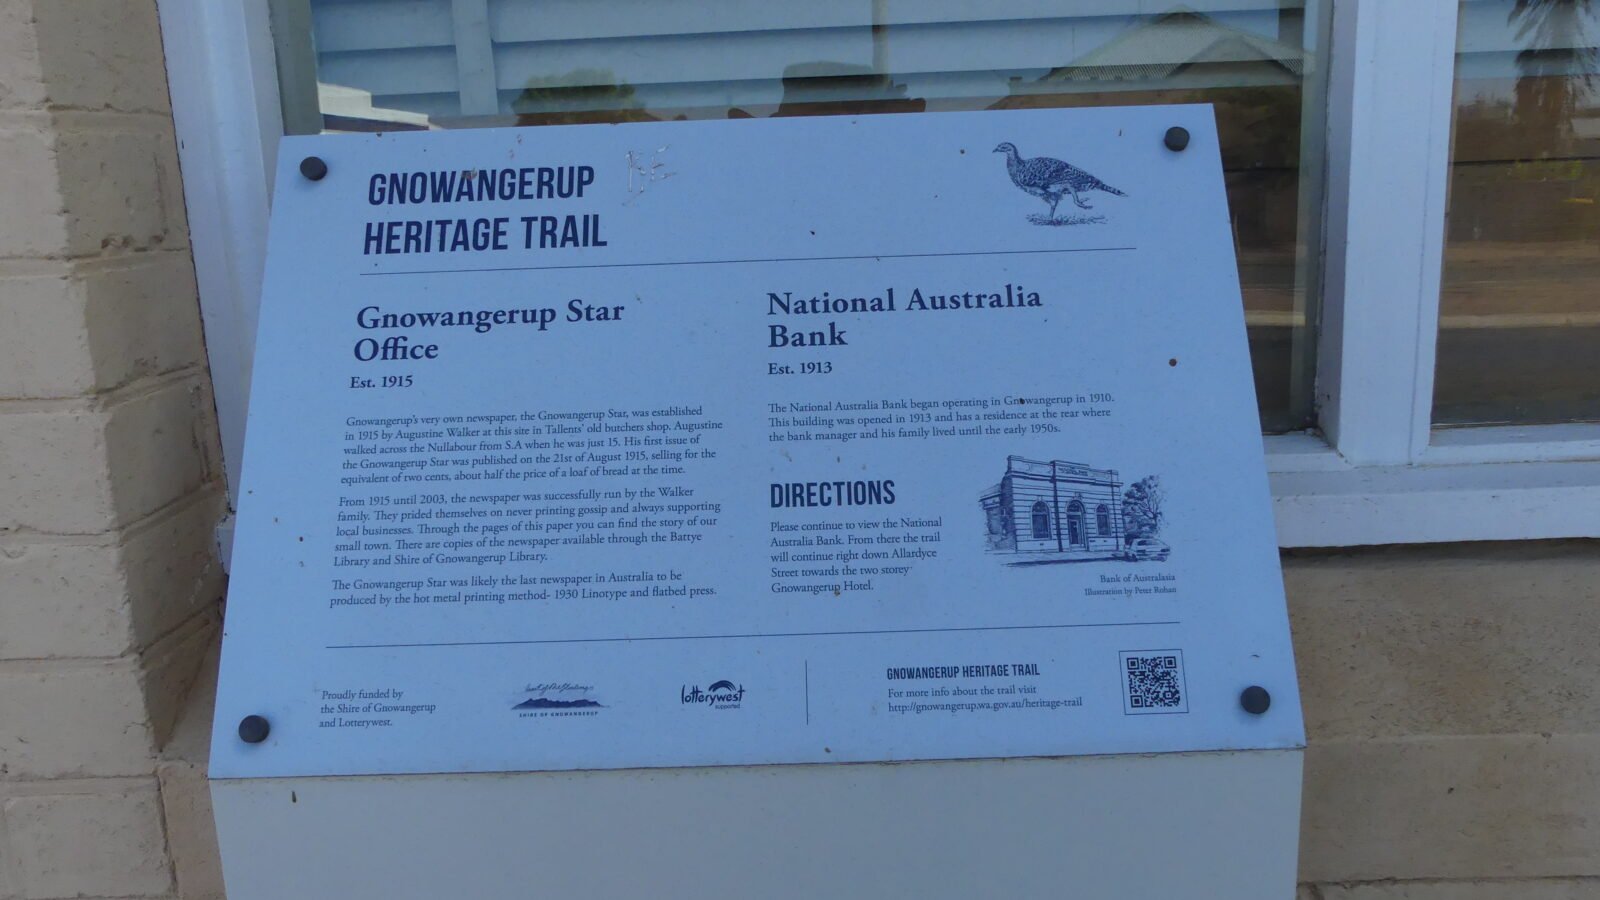 GNOWANGERUP
HERITAGE TRAIL
Gnowangerup Star
Office
Est. 1915
Gnowangerup's very own newspaper, the Gnowangerup Star, was established
in 1915 by Augustine Walker at this site in Tallents' old butchers shop. Augustine
walked across the Nullabour from S.A when he was just 15. His first issue of
the Gnowangerup Star was published on the 21st of August 1915, selling for the
equivalent of two cents, about half the price of a loaf of bread at the time.
From 1915 until 2003, the newspaper was successfully run by the Walker
family. They prided themselves on never printing gossip and always supporting
local businesses. Through the pages of this paper you can find the story of our
small town. There are copies of the newspaper available through the Battye
Library and Shire of Gnowangerup Library.
The Gnowangerup Star was likely the last newspaper in Australia to be
produced by the hot metal printing method- 1930 Linotype and flatbed press.
National Australia
Bank
Est. 1913
The National Australia Bank began operating in Gnowangerup in 1910.
This building was opened in 1913 and has a residence at the rear where
the bank manager and his family lived until the early 1950s.
DIRECTIONS
Please continue to view the National
Australia Bank. From there the trail
will continue right down Allardyce
Street towards the two storey
Gnowangerup Hotel.
Bank of Australasia
Illustration by Peter Rohan
Proudly funded by
the Shire of Gnowangerup
and Lotterywest.
SHIRE OF GNOWANGERUP
lotterywest
supported
GNOWANGERUP HERITAGE TRAIL
For more info about the trail visit
http://gnowangerup.wa.gov.au/heritage-trail